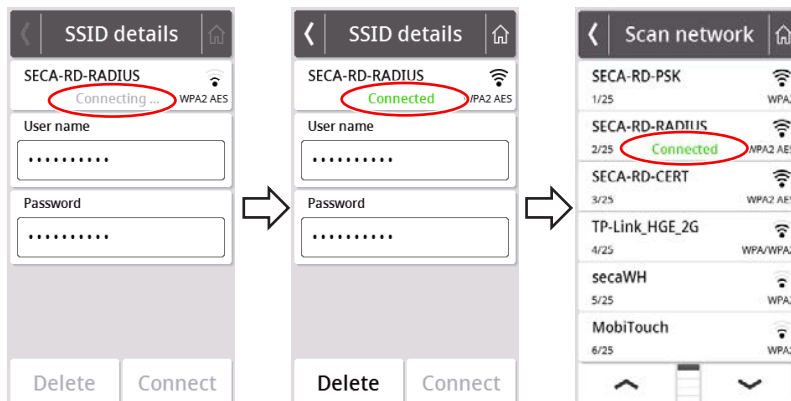 SSID details
SECA-RD-RADIUS
Connecting ... WPA2 AES
User name
..........
Password
..........
Delete Connect
SSID details
SECA-RD-RADIUS
Connected WPA2 AES
User name
..........
Password
..........
Delete Connect
Scan network
SECA-RD-PSK
1/25 WPA2
SECA-RD-RADIUS
2/25 Connected WPA2 AES
SECA-RD-CERT
3/25 WPA2 AES
TP-Link_HGE_2G
4/25 WPA/WPA2
secaWH
5/25 WPA2
MobiTouch
6/25 WPA2